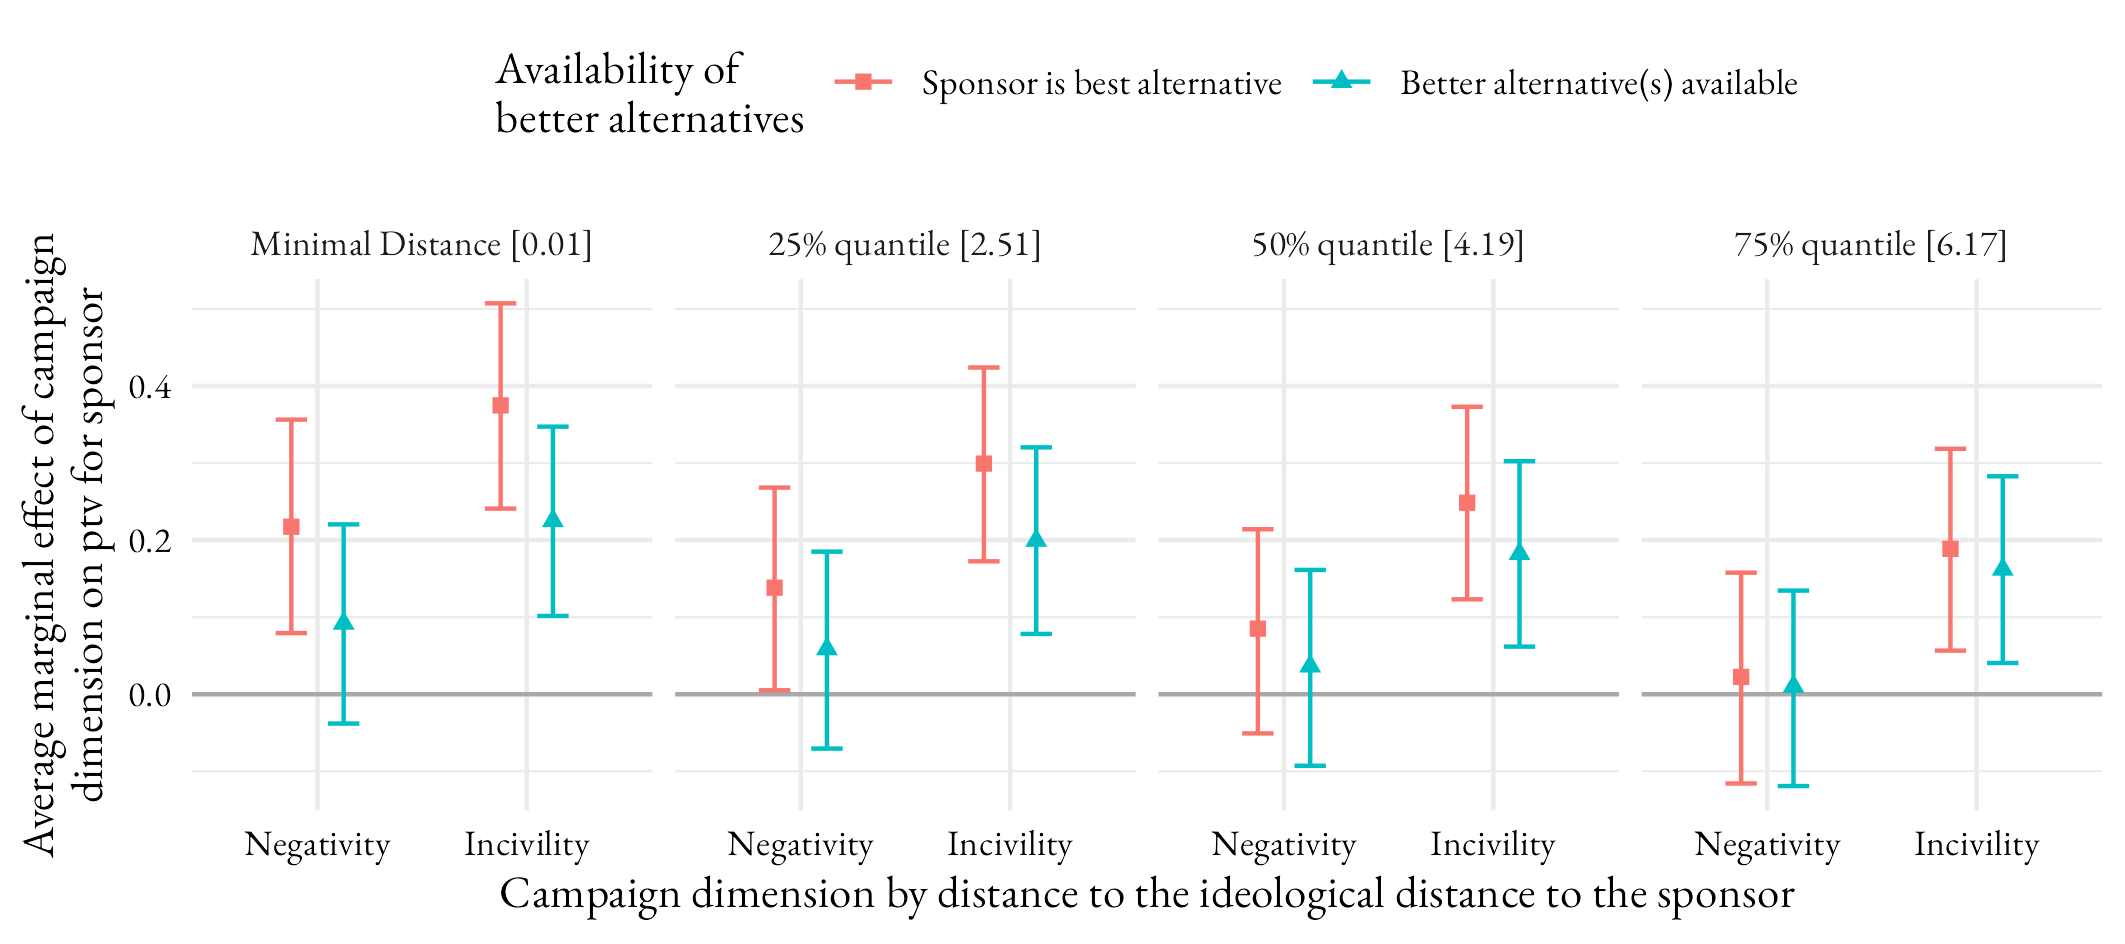 Availability of
better alternatives
Sponsor is best alternative
Better alternative(s) available
Minimal Distance [0.01]
25% quantile [2.51]
50% quantile [4.19]
75% quantile [6.17]
Average marginal effect of campaign
dimension on ptv for sponsor
0.4
0.2
0.0
Negativity
Incivility
Negativity
Incivility
Negativity
Incivility
Negativity
Incivility
Campaign dimension by distance to the ideological distance to the sponsor